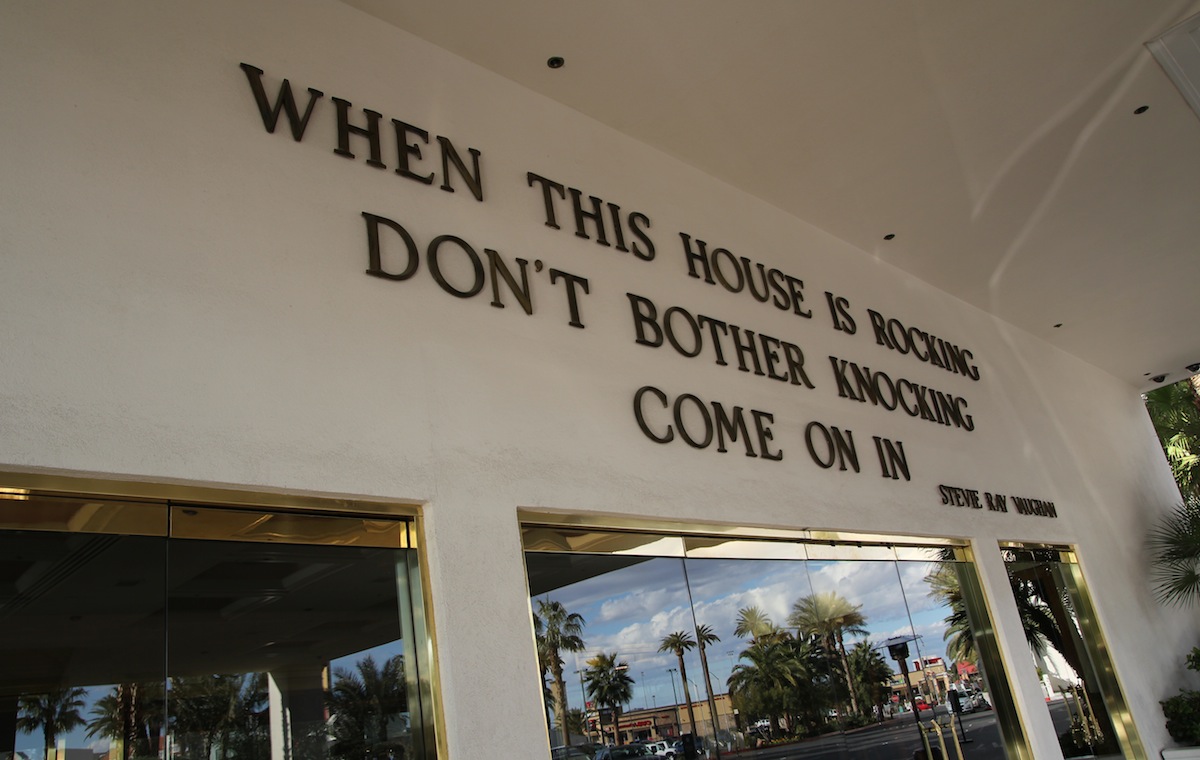 WHEN THIS HOUSE IS ROCKING
DON'T BOTHER KNOCKING
COME ON IN
STEVIE RAY VAUGHAN